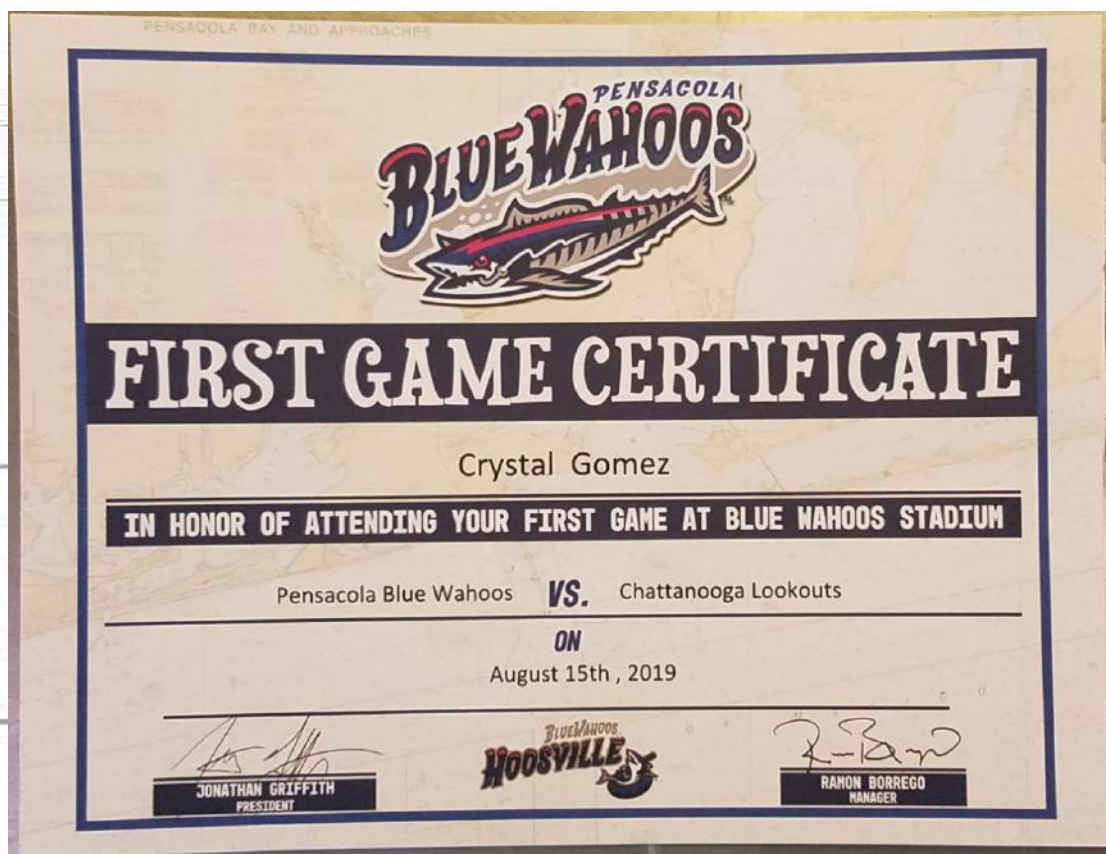 PENSACOLA BAY AND APPROACHES
PENSACOLA
BLUE WAHOOS
FIRST GAME CERTIFICATE
Crystal Gomez
IN HONOR OF ATTENDING YOUR FIRST GAME AT BLUE WAHOOS STADIUM
Pensacola Blue Wahoos VS. Chattanooga Lookouts
ON
August 15th , 2019
BLUE WAHOOS
HOOSVILLE
JONATHAN GRIFFITH
PRESIDENT
RAMON BORREGO
MANAGER